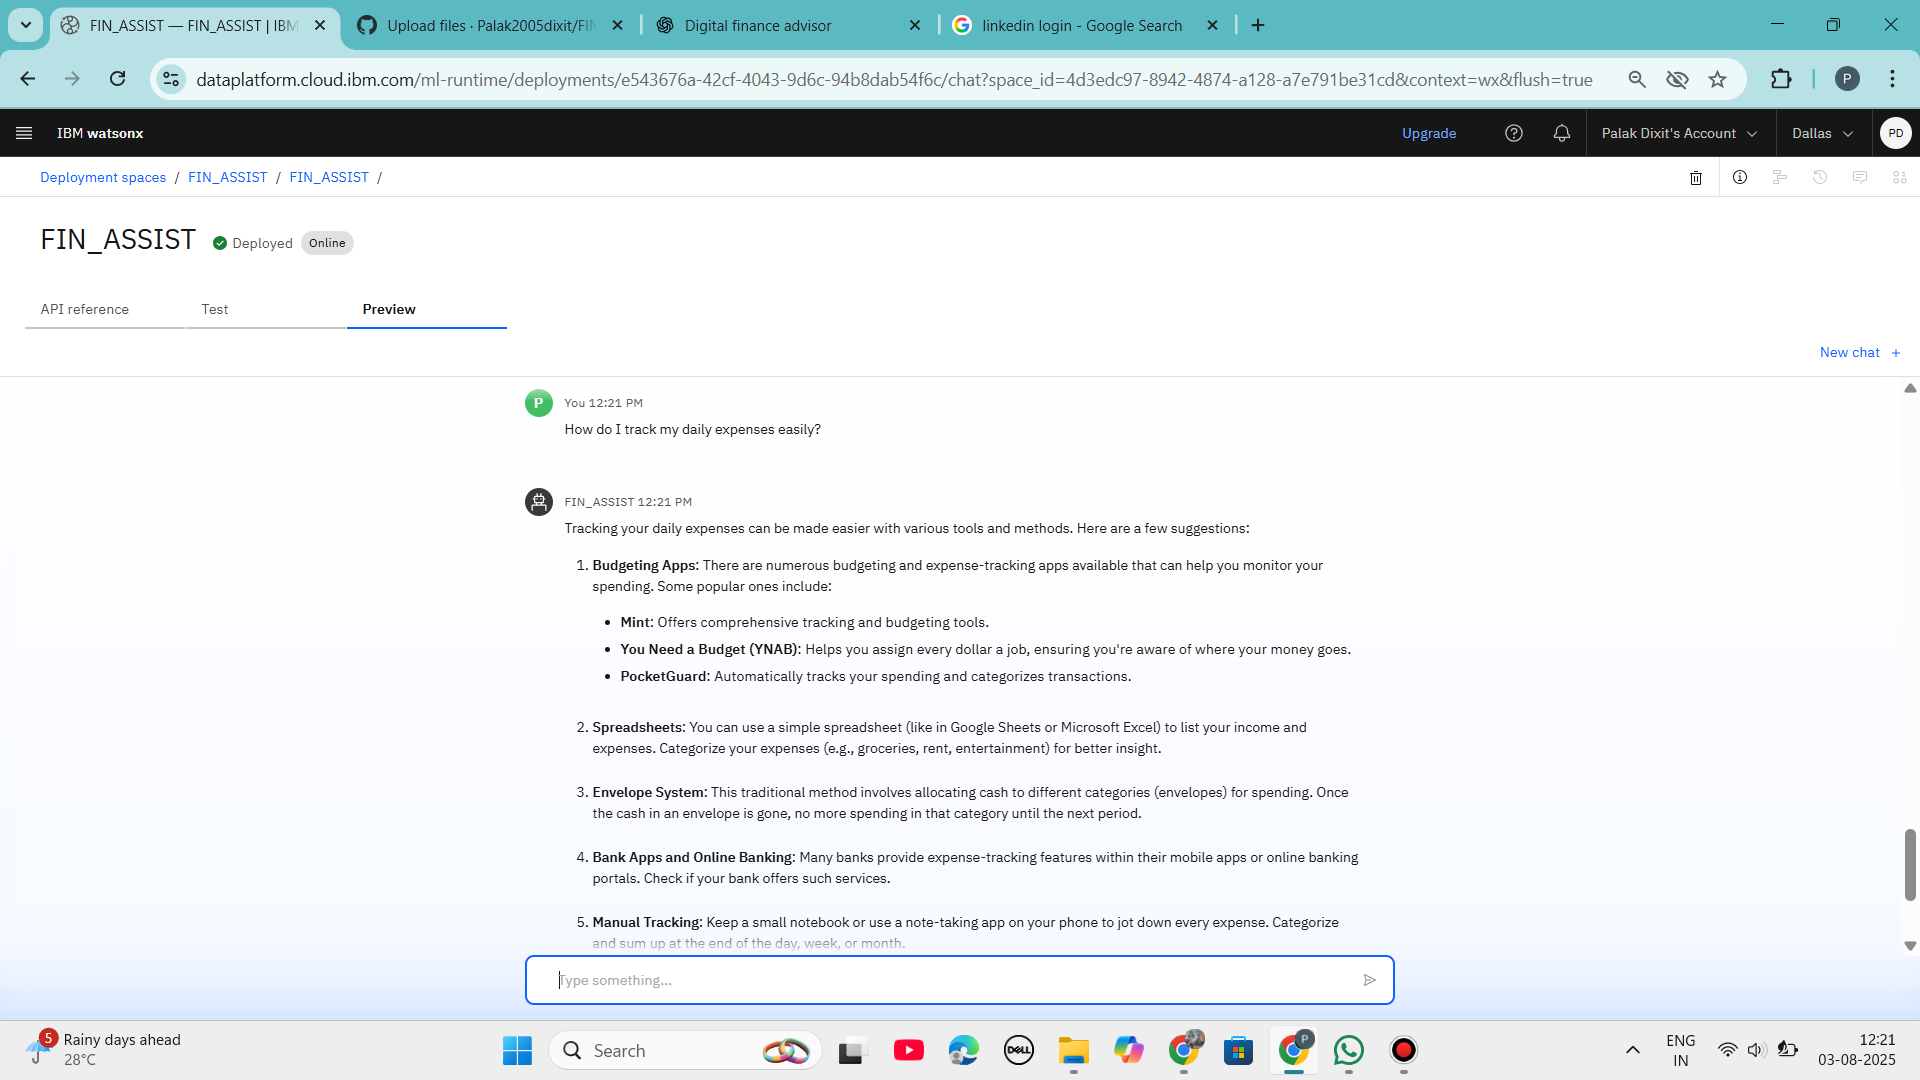 FIN_ASSIST — FIN_ASSIST | IBM
Upload files · Palak2005dixit/FIN
Digital finance advisor
linkedin login - Google Search
dataplatform.cloud.ibm.com/ml-runtime/deployments/e543676a-42cf-4043-9d6c-94b8dab54f6c/chat?space_id=4d3edc97-8942-4874-a128-a7e791be31cd&context=wx&flush=true
P
IBM watsonx
Upgrade
Palak Dixit's Account
Dallas
PD
Deployment spaces / FIN_ASSIST / FIN_ASSIST /
FIN_ASSIST
Deployed
Online
API reference
Test
Preview
New chat +
P
You 12:21 PM
How do I track my daily expenses easily?
FIN_ASSIST 12:21 PM
Tracking your daily expenses can be made easier with various tools and methods. Here are a few suggestions:
1. Budgeting Apps: There are numerous budgeting and expense-tracking apps available that can help you monitor your
spending. Some popular ones include:
• Mint: Offers comprehensive tracking and budgeting tools.
• You Need a Budget (YNAB): Helps you assign every dollar a job, ensuring you're aware of where your money goes.
• PocketGuard: Automatically tracks your spending and categorizes transactions.
2. Spreadsheets: You can use a simple spreadsheet (like in Google Sheets or Microsoft Excel) to list your income and
expenses. Categorize your expenses (e.g., groceries, rent, entertainment) for better insight.
3. Envelope System: This traditional method involves allocating cash to different categories (envelopes) for spending. Once
the cash in an envelope is gone, no more spending in that category until the next period.
4. Bank Apps and Online Banking: Many banks provide expense-tracking features within their mobile apps or online banking
portals. Check if your bank offers such services.
5. Manual Tracking: Keep a small notebook or use a note-taking app on your phone to jot down every expense. Categorize
and sum up at the end of the day, week, or month.
Type something...
5
Rainy days ahead
28°C
Search
DELL
P
ENG
IN
12:21
03-08-2025